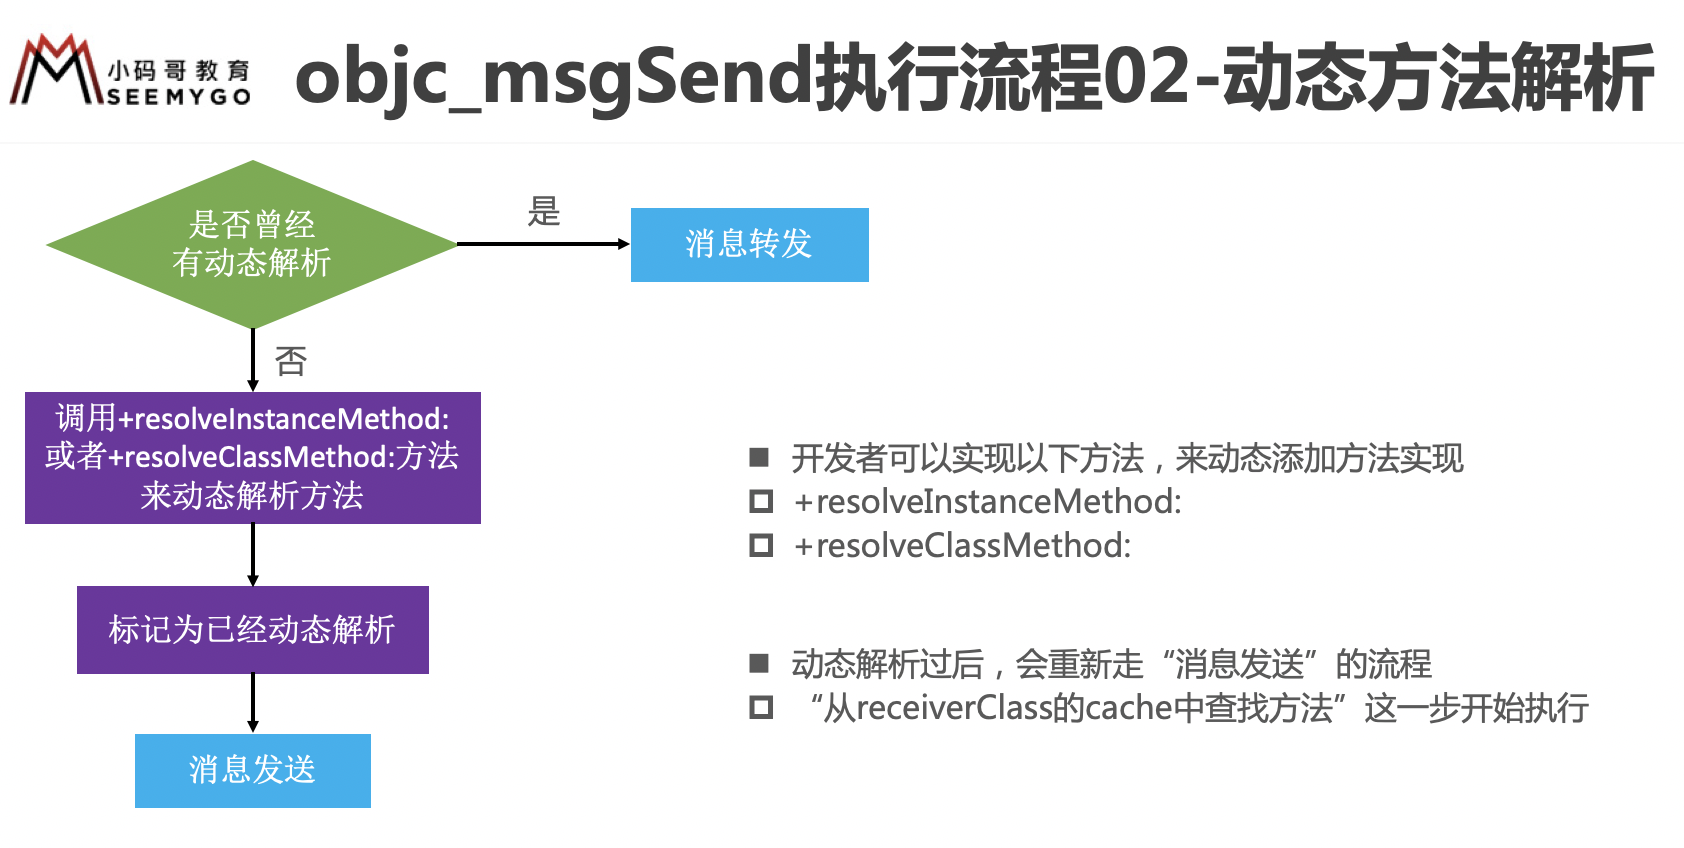 小码哥教育
SEEMYGO
objc_msgSend执行流程02-动态方法解析
是否曾经
有动态解析
是
消息转发
否
调用+resolveInstanceMethod:
或者+resolveClassMethod:方法
来动态解析方法
标记为已经动态解析
消息发送
开发者可以实现以下方法，来动态添加方法实现
+resolveInstanceMethod:
+resolveClassMethod:
动态解析过后，会重新走“消息发送”的流程
“从receiverClass的cache中查找方法”这一步开始执行